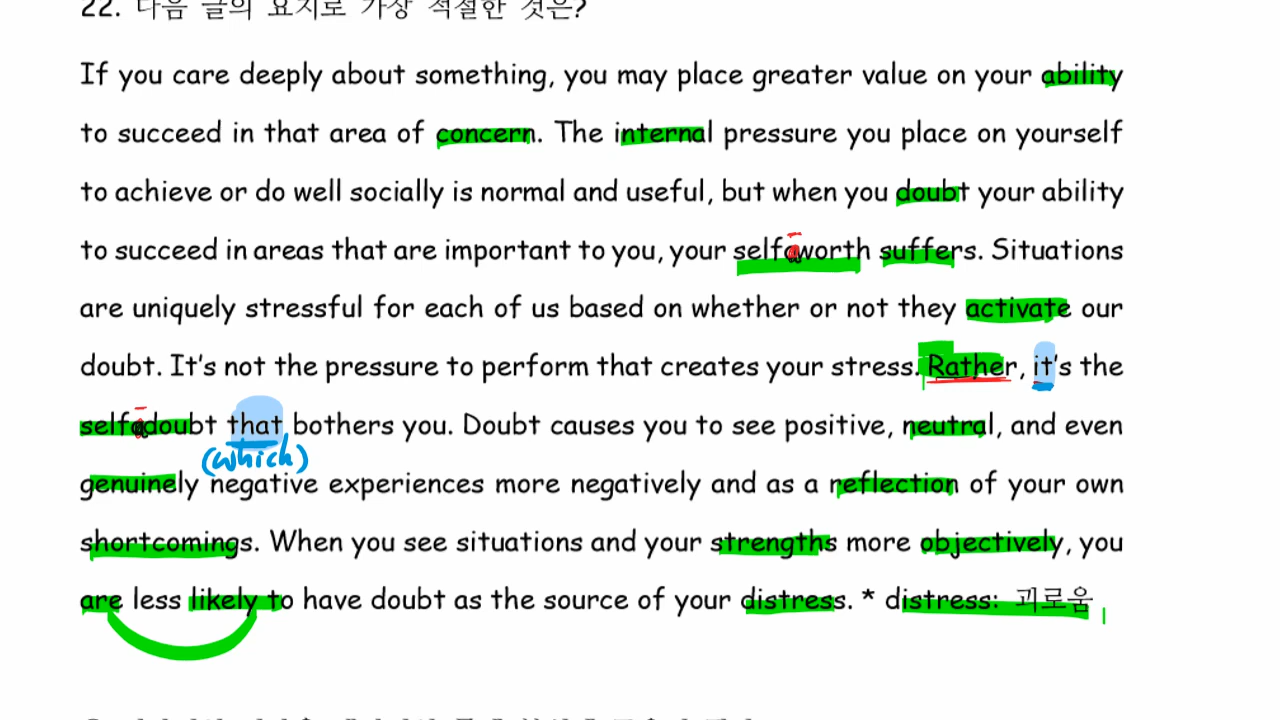 22. 다음 글의 요지로 가장 적절한 것은?
If you care deeply about something, you may place greater value on your ability
to succeed in that area of concern. The internal pressure you place on yourself
to achieve or do well socially is normal and useful, but when you doubt your ability
to succeed in areas that are important to you, your self-worth suffers. Situations
are uniquely stressful for each of us based on whether or not they activate our
doubt. It's not the pressure to perform that creates your stress. Rather, it's the
self-doubt that bothers you. Doubt causes you to see positive, neutral, and even
(which)
genuinely negative experiences more negatively and as a reflection of your own
shortcomings. When you see situations and your strengths more objectively, you
are less likely to have doubt as the source of your distress. * distress: 괴로움